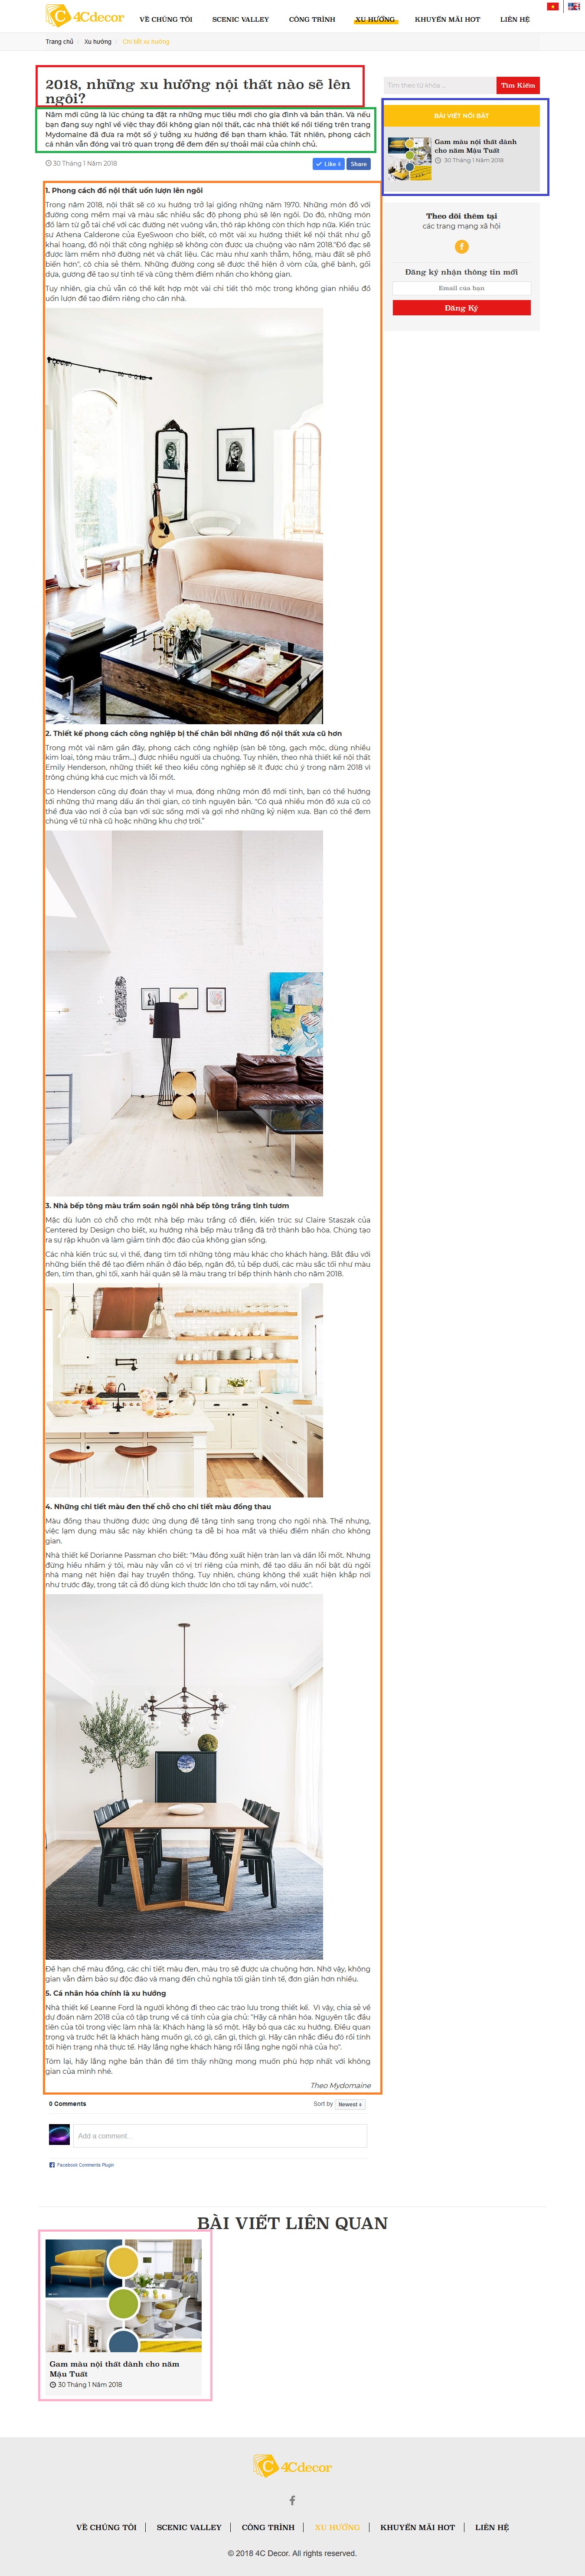 4Cdecor
VỀ CHÚNG TÔI SCENIC VALLEY CÔNG TRÌNH XU HƯỚNG KHUYẾN MÃI HOT LIÊN HỆ
Trang chủ / Xu hướng / Chi tiết xu hướng
2018, những xu hướng nội thất nào sẽ lên
ngôi?
Năm mới cũng là lúc chúng ta đặt ra những mục tiêu mới cho gia đình và bản thân. Và nếu
bạn đang suy nghĩ về việc thay đổi không gian nội thất, các nhà thiết kế nổi tiếng trên trang
Mydomaine đã đưa ra một số ý tưởng xu hướng để bạn tham khảo. Tất nhiên, phong cách
cá nhân vẫn đóng vai trò quan trọng để đem đến sự thoải mái của chính chủ.
30 Tháng 1 Năm 2018
Like 4 Share
1. Phong cách đồ nội thất uốn lượn lên ngôi
Trong năm 2018, nội thất sẽ có xu hướng trở lại giống những năm 1970. Những món đồ với
đường cong mềm mại và màu sắc nhiều sắc độ phong phú sẽ lên ngôi. Do đó, những món
đồ làm từ gỗ tái chế với các đường nét vuông vắn, thô ráp không còn thích hợp nữa. Kiến trúc
sư Athena Calderone của EyeSwoon cho biết, có một vài xu hướng thiết kế nội thất như gỗ
khai hoang, đồ nội thất công nghiệp sẽ không còn được ưa chuộng vào năm 2018."Đồ đạc sẽ
được làm mềm nhờ đường nét và chất liệu. Các màu như xanh thẫm, hồng, màu đất sẽ phổ
biến hơn", cô chia sẻ thêm. Những đường cong sẽ được thể hiện ở vòm cửa, ghế bành, gối
dựa, gương để tạo sự tinh tế và cũng thêm điểm nhấn cho không gian.
Tuy nhiên, gia chủ vẫn có thể kết hợp một vài chi tiết thô mộc trong không gian nhiều đồ
uốn lượn để tạo điểm riêng cho căn nhà.
2. Thiết kế phong cách công nghiệp bị thế chân bởi những đồ nội thất xưa cũ hơn
Trong một vài năm gần đây, phong cách công nghiệp (sàn bê tông, gạch mộc, dùng nhiều
kim loại, tông màu trầm...) được nhiều người ưa chuộng. Tuy nhiên, theo nhà thiết kế nội thất
Emily Henderson, những thiết kế theo kiểu công nghiệp sẽ ít được chú ý trong năm 2018 vì
trông chúng khá cục mịch và lỗi mốt.
Cô Henderson cũng dự đoán thay vì mua, đóng những món đồ mới tinh, bạn có thể hướng
tới những thứ mang dấu ấn thời gian, có tính nguyên bản. "Có quá nhiều món đồ xưa cũ có
thể đưa vào nơi ở của bạn với sức sống mới và gợi nhớ những kỷ niệm xưa. Bạn có thể đem
chúng về từ nhà cũ hoặc những khu chợ trời."
3. Nhà bếp tông màu trầm soán ngôi nhà bếp tông trắng tinh tươm
Mặc dù luôn có chỗ cho một nhà bếp màu trắng cổ điển, kiến trúc sư Claire Staszak của
Centered by Design cho biết, xu hướng nhà bếp màu trắng đã trở thành bão hòa. Chúng tạo
ra sự rập khuôn và làm giảm tính độc đáo của không gian sống.
Các nhà kiến trúc sư, vì thế, đang tìm tới những tông màu khác cho khách hàng. Bắt đầu với
những biến thể để tạo điểm nhấn ở đảo bếp, ngăn đồ, tủ bếp dưới, các màu sắc tối như màu
đen, tím than, ghi tối, xanh hải quân sẽ là màu trang trí bếp thịnh hành cho năm 2018.
4. Những chi tiết màu đen thế chỗ cho chi tiết màu đồng thau
Màu đồng thau thường được ứng dụng để tăng tính sang trọng cho ngôi nhà. Thế nhưng,
việc lạm dụng màu sắc này khiến chúng ta dễ bị hoa mắt và thiếu điểm nhấn cho không
gian.
Nhà thiết kế Dorianne Passman cho biết: "Màu đồng xuất hiện tràn lan và dần lỗi mốt. Nhưng
đừng hiểu nhầm ý tôi, màu này vẫn có vị trí riêng của mình, để tạo dấu ấn nổi bật dù ngôi
nhà mang nét hiện đại hay truyền thống. Tuy nhiên, chúng không thể xuất hiện khắp nơi
như trước đây, trong tất cả đồ dùng kích thước lớn cho tới tay nắm, vòi nước".
Để hạn chế màu đồng, các chi tiết màu đen, màu trọ sẽ được ưa chuộng hơn. Nhờ vậy, không
gian vẫn đảm bảo sự độc đáo và mang đến chủ nghĩa tối giản tinh tế, đơn giản hơn nhiều.
5. Cá nhân hóa chính là xu hướng
Nhà thiết kế Leanne Ford là người không đi theo các trào lưu trong thiết kế. Vì vậy, chia sẻ về
dự đoán năm 2018 của cô tập trung về cá tính của gia chủ: "Hãy cá nhân hóa. Nguyên tắc đầu
tiên của tôi trong việc làm nhà là: Khách hàng là số một. Hãy bỏ qua các xu hướng. Điều quan
trọng và trước hết là khách hàng muốn gì, có gì, cần gì, thích gì. Hãy cân nhắc điều đó rồi tính
tới hiện trạng nhà thực tế. Hãy lắng nghe khách hàng rồi lắng nghe ngôi nhà của họ".
Tóm lại, hãy lắng nghe bản thân để tìm thấy những mong muốn phù hợp nhất với không
gian của mình nhé.
Theo Mydomaine
0 Comments
Sort by Newest
Add a comment...
Facebook Comments Plugin
Tìm theo từ khóa ...
Tìm Kiếm
BÀI VIẾT NỔI BẬT
Gam màu nội thất dành
cho năm Mậu Tuất
30 Tháng 1 Năm 2018
Theo dõi thêm tại
các trang mạng xã hội
Đăng ký nhận thông tin mới
Email của bạn
Đăng Ký
BÀI VIẾT LIÊN QUAN
Gam màu nội thất dành cho năm
Mậu Tuất
30 Tháng 1 Năm 2018
4Cdecor
VỀ CHÚNG TÔI SCENIC VALLEY CÔNG TRÌNH XU HƯỚNG KHUYẾN MÃI HOT LIÊN HỆ
© 2018 4C Decor. All rights reserved.